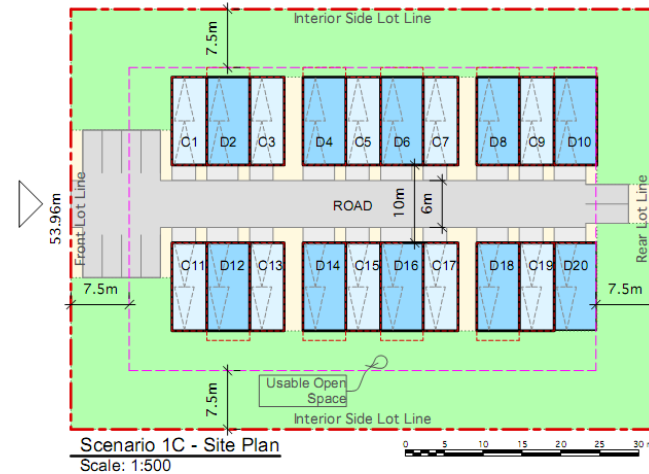 Interior Side Lot Line
7.5m
C1 D2 C3 D4 C5 D6 C7 D8 C9 D10
53.96m
Front Lot Line
ROAD
10m
6m
Rear Lot Line
C11 D12 C13 D14 C15 D16 C17 D18 C19 D20
7.5m
7.5m
7.5m
Usable Open
Space
Interior Side Lot Line
Scenario 1C - Site Plan
Scale: 1:500
0 5 10 15 20 25 30 m